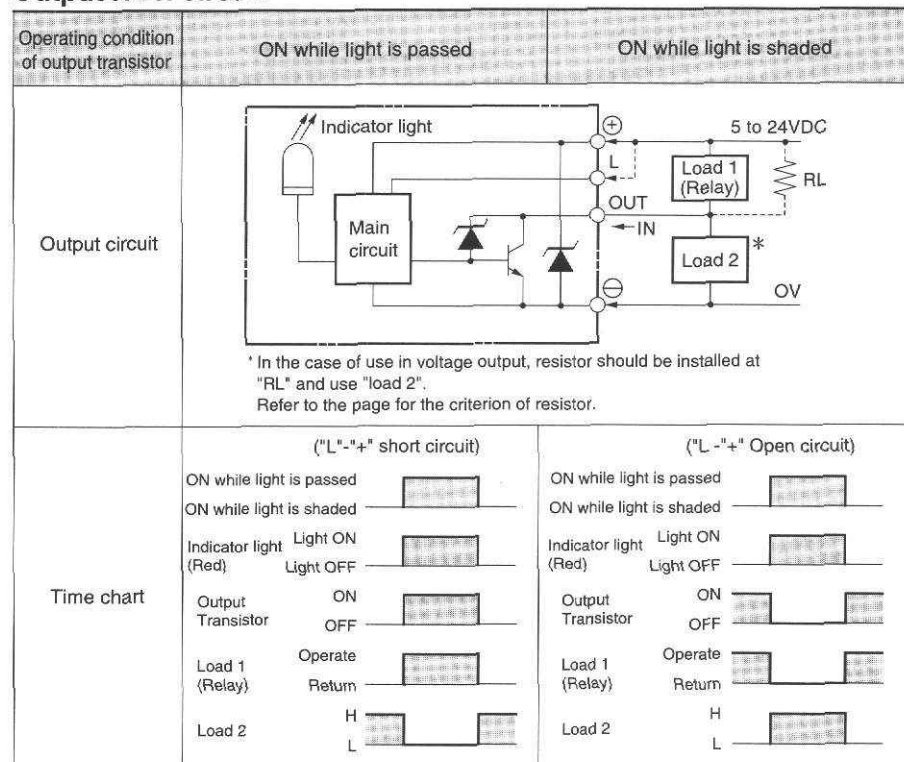 Operating condition
of output transistor
ON while light is passed
ON while light is shaded
Output circuit
Indicator light
Main
circuit
⊕
L
OUT
←IN
⊖
5 to 24VDC
Load 1
(Relay)
RL
Load 2
*
OV
* In the case of use in voltage output, resistor should be installed at
"RL" and use "load 2".
Refer to the page for the criterion of resistor.
Time chart
("L"-"+" short circuit)
ON while light is passed
ON while light is shaded
Indicator light
(Red)
Light ON
Light OFF
Output
Transistor
ON
OFF
Load 1
(Relay)
Operate
Return
Load 2
H
L
("L -"+" Open circuit)
ON while light is passed
ON while light is shaded
Indicator light
(Red)
Light ON
Light OFF
Output
Transistor
ON
OFF
Load 1
(Relay)
Operate
Return
Load 2
H
L